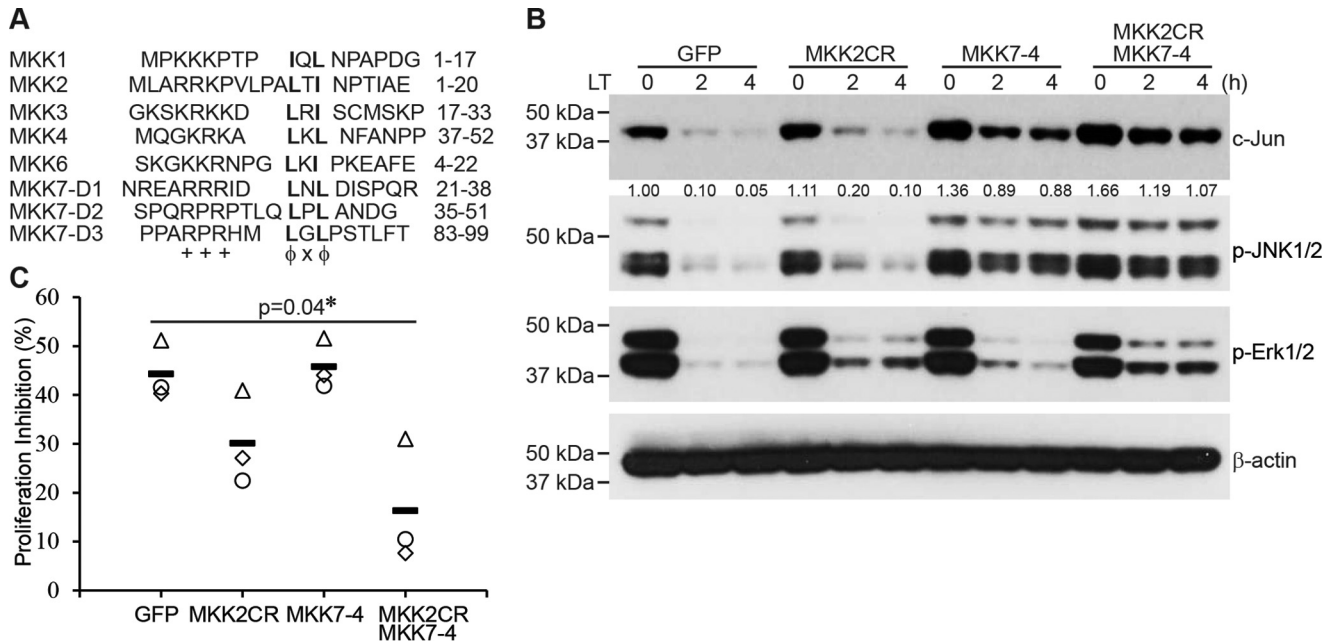 A
MKK1 MPKKKPTP IQL NPAPDG 1-17
MKK2 MLARRKPVLPALTI NPTIAE 1-20
MKK3 GKSKRKKD LRI SCMSKP 17-33
MKK4 MQGKRKA LKL NFANPP 37-52
MKK6 SKGKKRNPG LKI PKEAFE 4-22
MKK7-D1 NREARRRID LNL DISPQR 21-38
MKK7-D2 SPQRPRPTLQ LPL ANDG 35-51
MKK7-D3 PPARPRHM LGLPSTLFT 83-99
+ + + ϕ x ϕ
B
GFP MKK2CR MKK7-4 MKK2CR
MKK7-4
LT 0 2 4 0 2 4 0 2 4 0 2 4 (h)
50 kDa
37 kDa
c-Jun
1.00 0.10 0.05 1.11 0.20 0.10 1.36 0.89 0.88 1.66 1.19 1.07
50 kDa
p-JNK1/2
50 kDa
37 kDa
p-Erk1/2
50 kDa
37 kDa
β-actin
C
Proliferation Inhibition (%)
60
50
40
30
20
10
0
p=0.04*
GFP MKK2CR MKK7-4 MKK2CR
MKK7-4